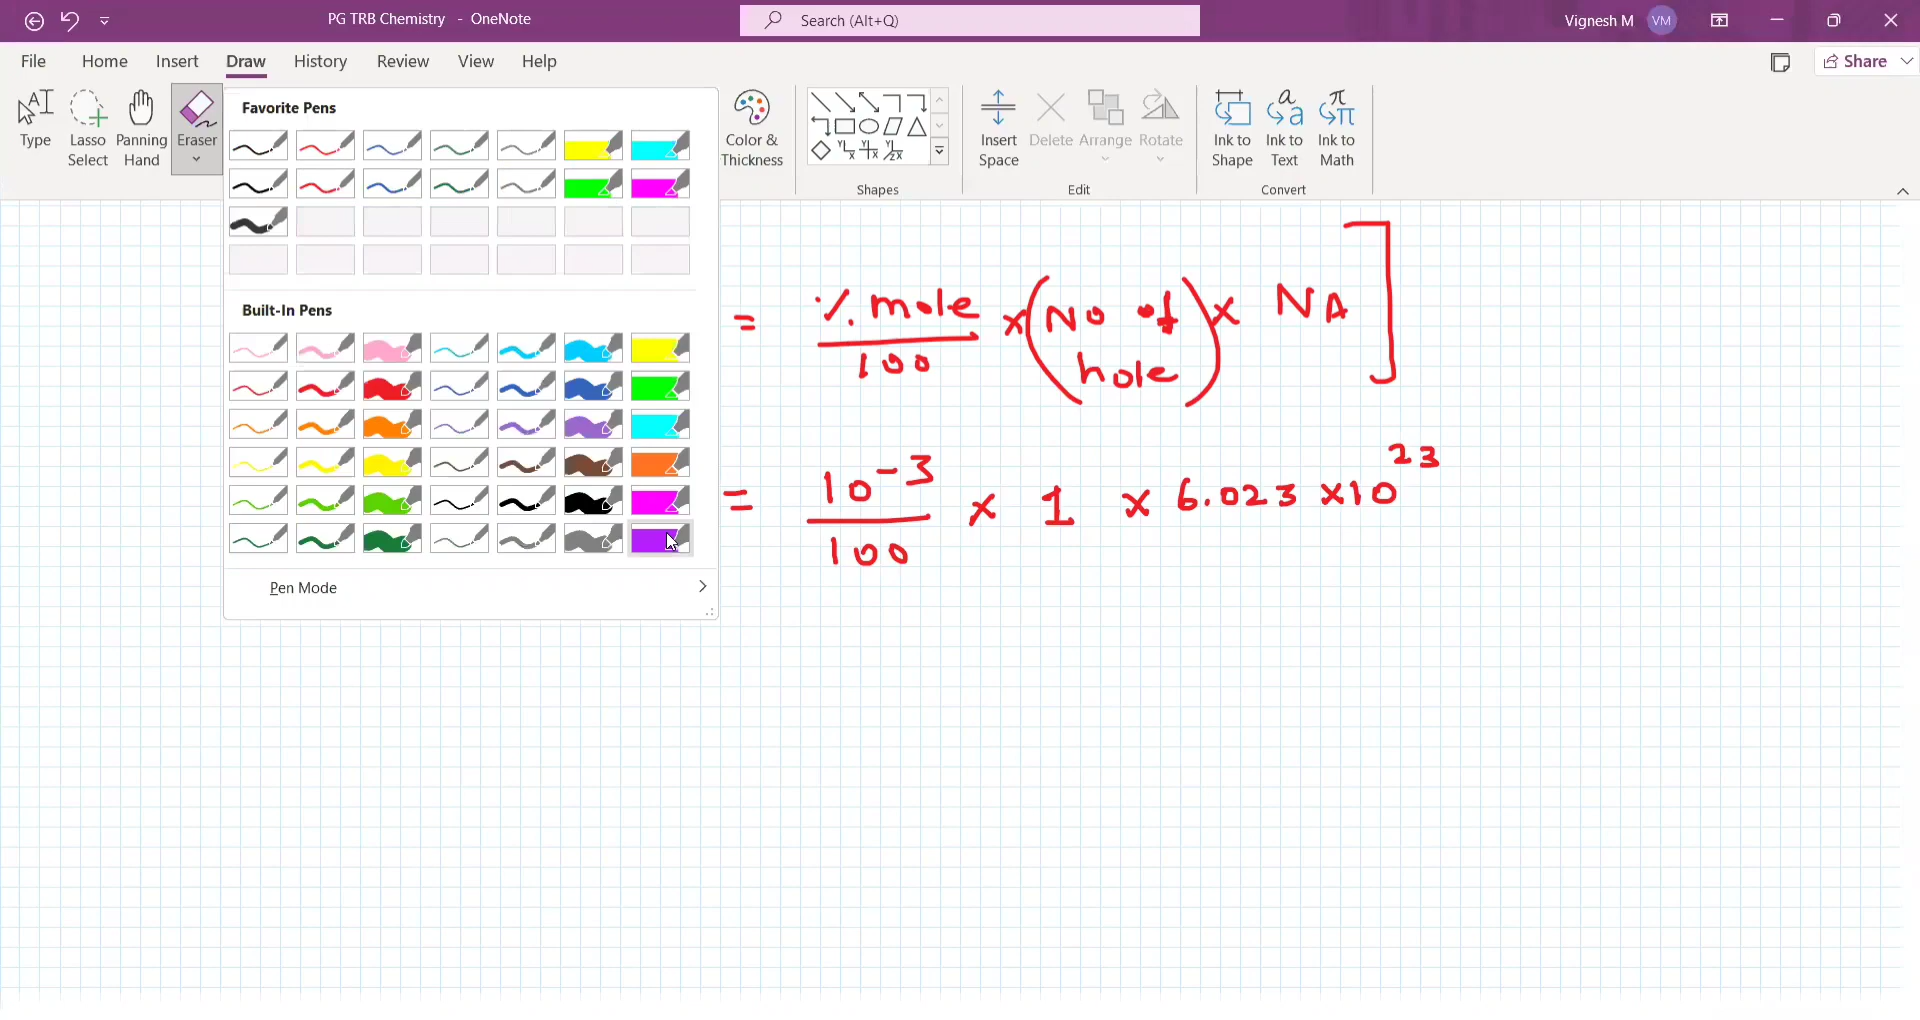 PG TRB Chemistry - OneNote
Search (Alt+Q)
Vignesh M VM
File Home Insert Draw History Review View Help
Share
Type
Lasso Select
Panning Hand
Eraser
Favorite Pens
Built-In Pens
Pen Mode
Color & Thickness
Shapes
Insert Space
Delete
Arrange
Rotate
Edit
Ink to Shape
Ink to Text
Ink to Math
Convert
= % mole / 100 × (No of hole) × NA ]
= 10⁻³ / 100 × 1 × 6.023 × 10²³